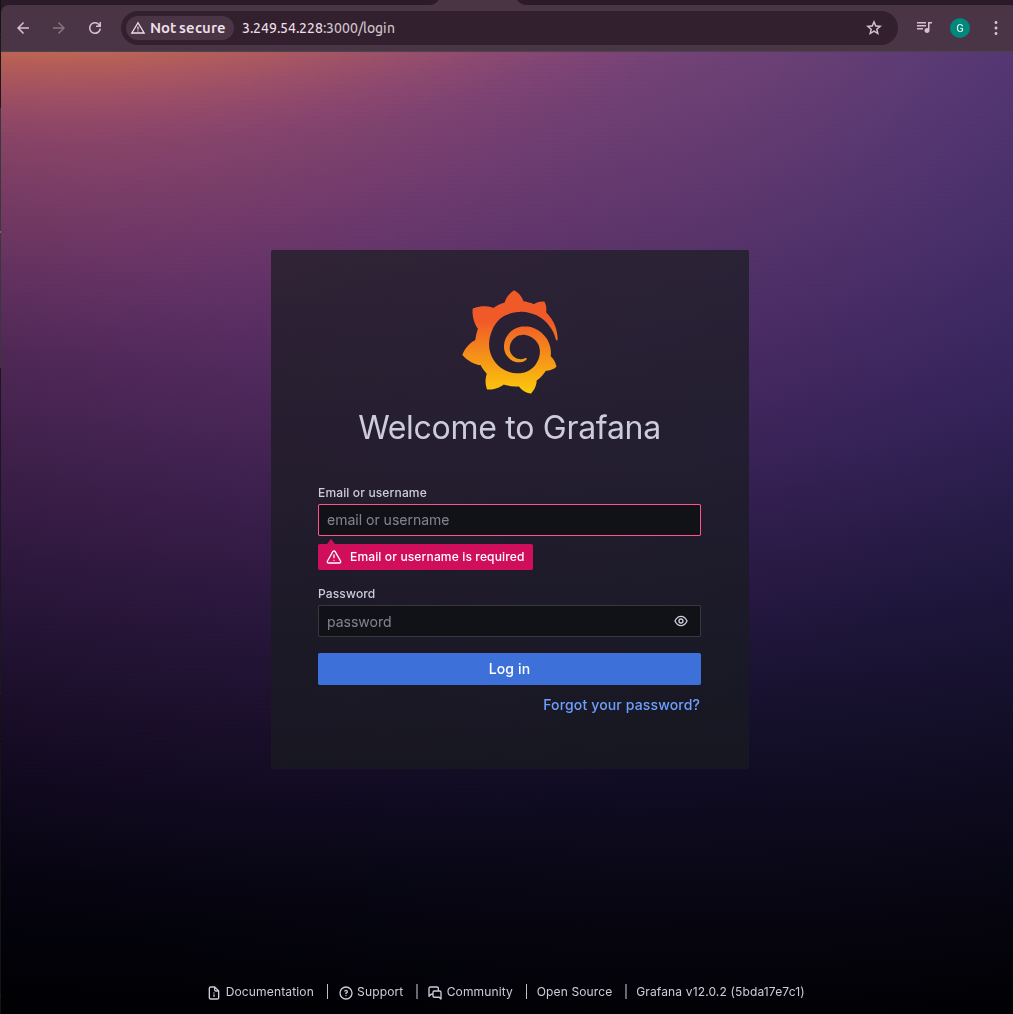 Not secure 3.249.54.228:3000/login
G
Welcome to Grafana
Email or username
email or username
Email or username is required
Password
password
Log in
Forgot your password?
Documentation | Support | Community | Open Source | Grafana v12.0.2 (5bda17e7c1)